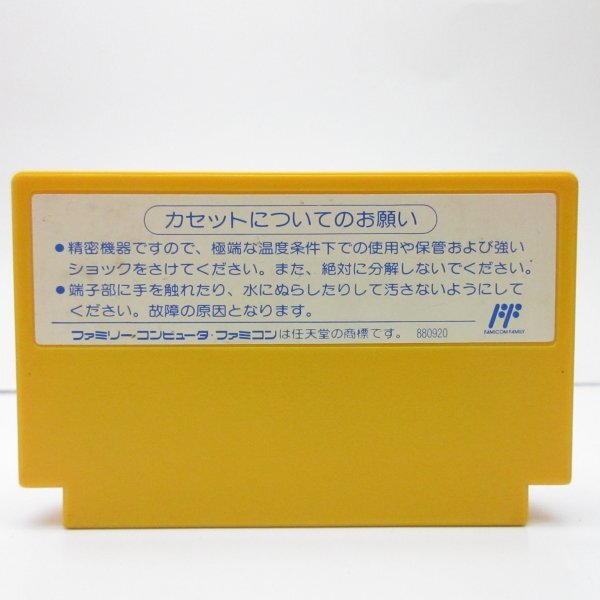 カセットについてのお願い
●精密機器ですので、極端な温度条件下での使用や保管および強い
ショックをさけてください。また、絶対に分解しないでください。
●端子部に手を触れたり、水にぬらしたりして汚さないようにして
ください。故障の原因となります。
ファミリーコンピュータ・ファミコンは任天堂の商標です。 880920
FAMICOM FAMILY